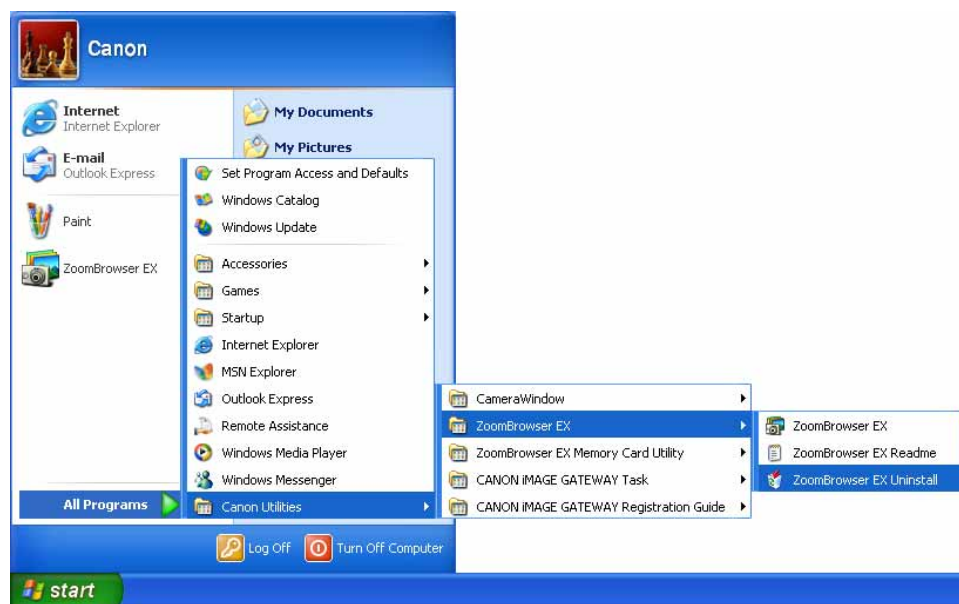 Canon
Internet
Internet Explorer
E-mail
Outlook Express
Paint
ZoomBrowser EX
All Programs
My Documents
My Pictures
Set Program Access and Defaults
Windows Catalog
Windows Update
Accessories
Games
Startup
Internet Explorer
MSN Explorer
Outlook Express
Remote Assistance
Windows Media Player
Windows Messenger
Canon Utilities
CameraWindow
ZoomBrowser EX
ZoomBrowser EX Memory Card Utility
CANON iMAGE GATEWAY Task
CANON iMAGE GATEWAY Registration Guide
ZoomBrowser EX
ZoomBrowser EX Readme
ZoomBrowser EX Uninstall
Log Off
Turn Off Computer
start